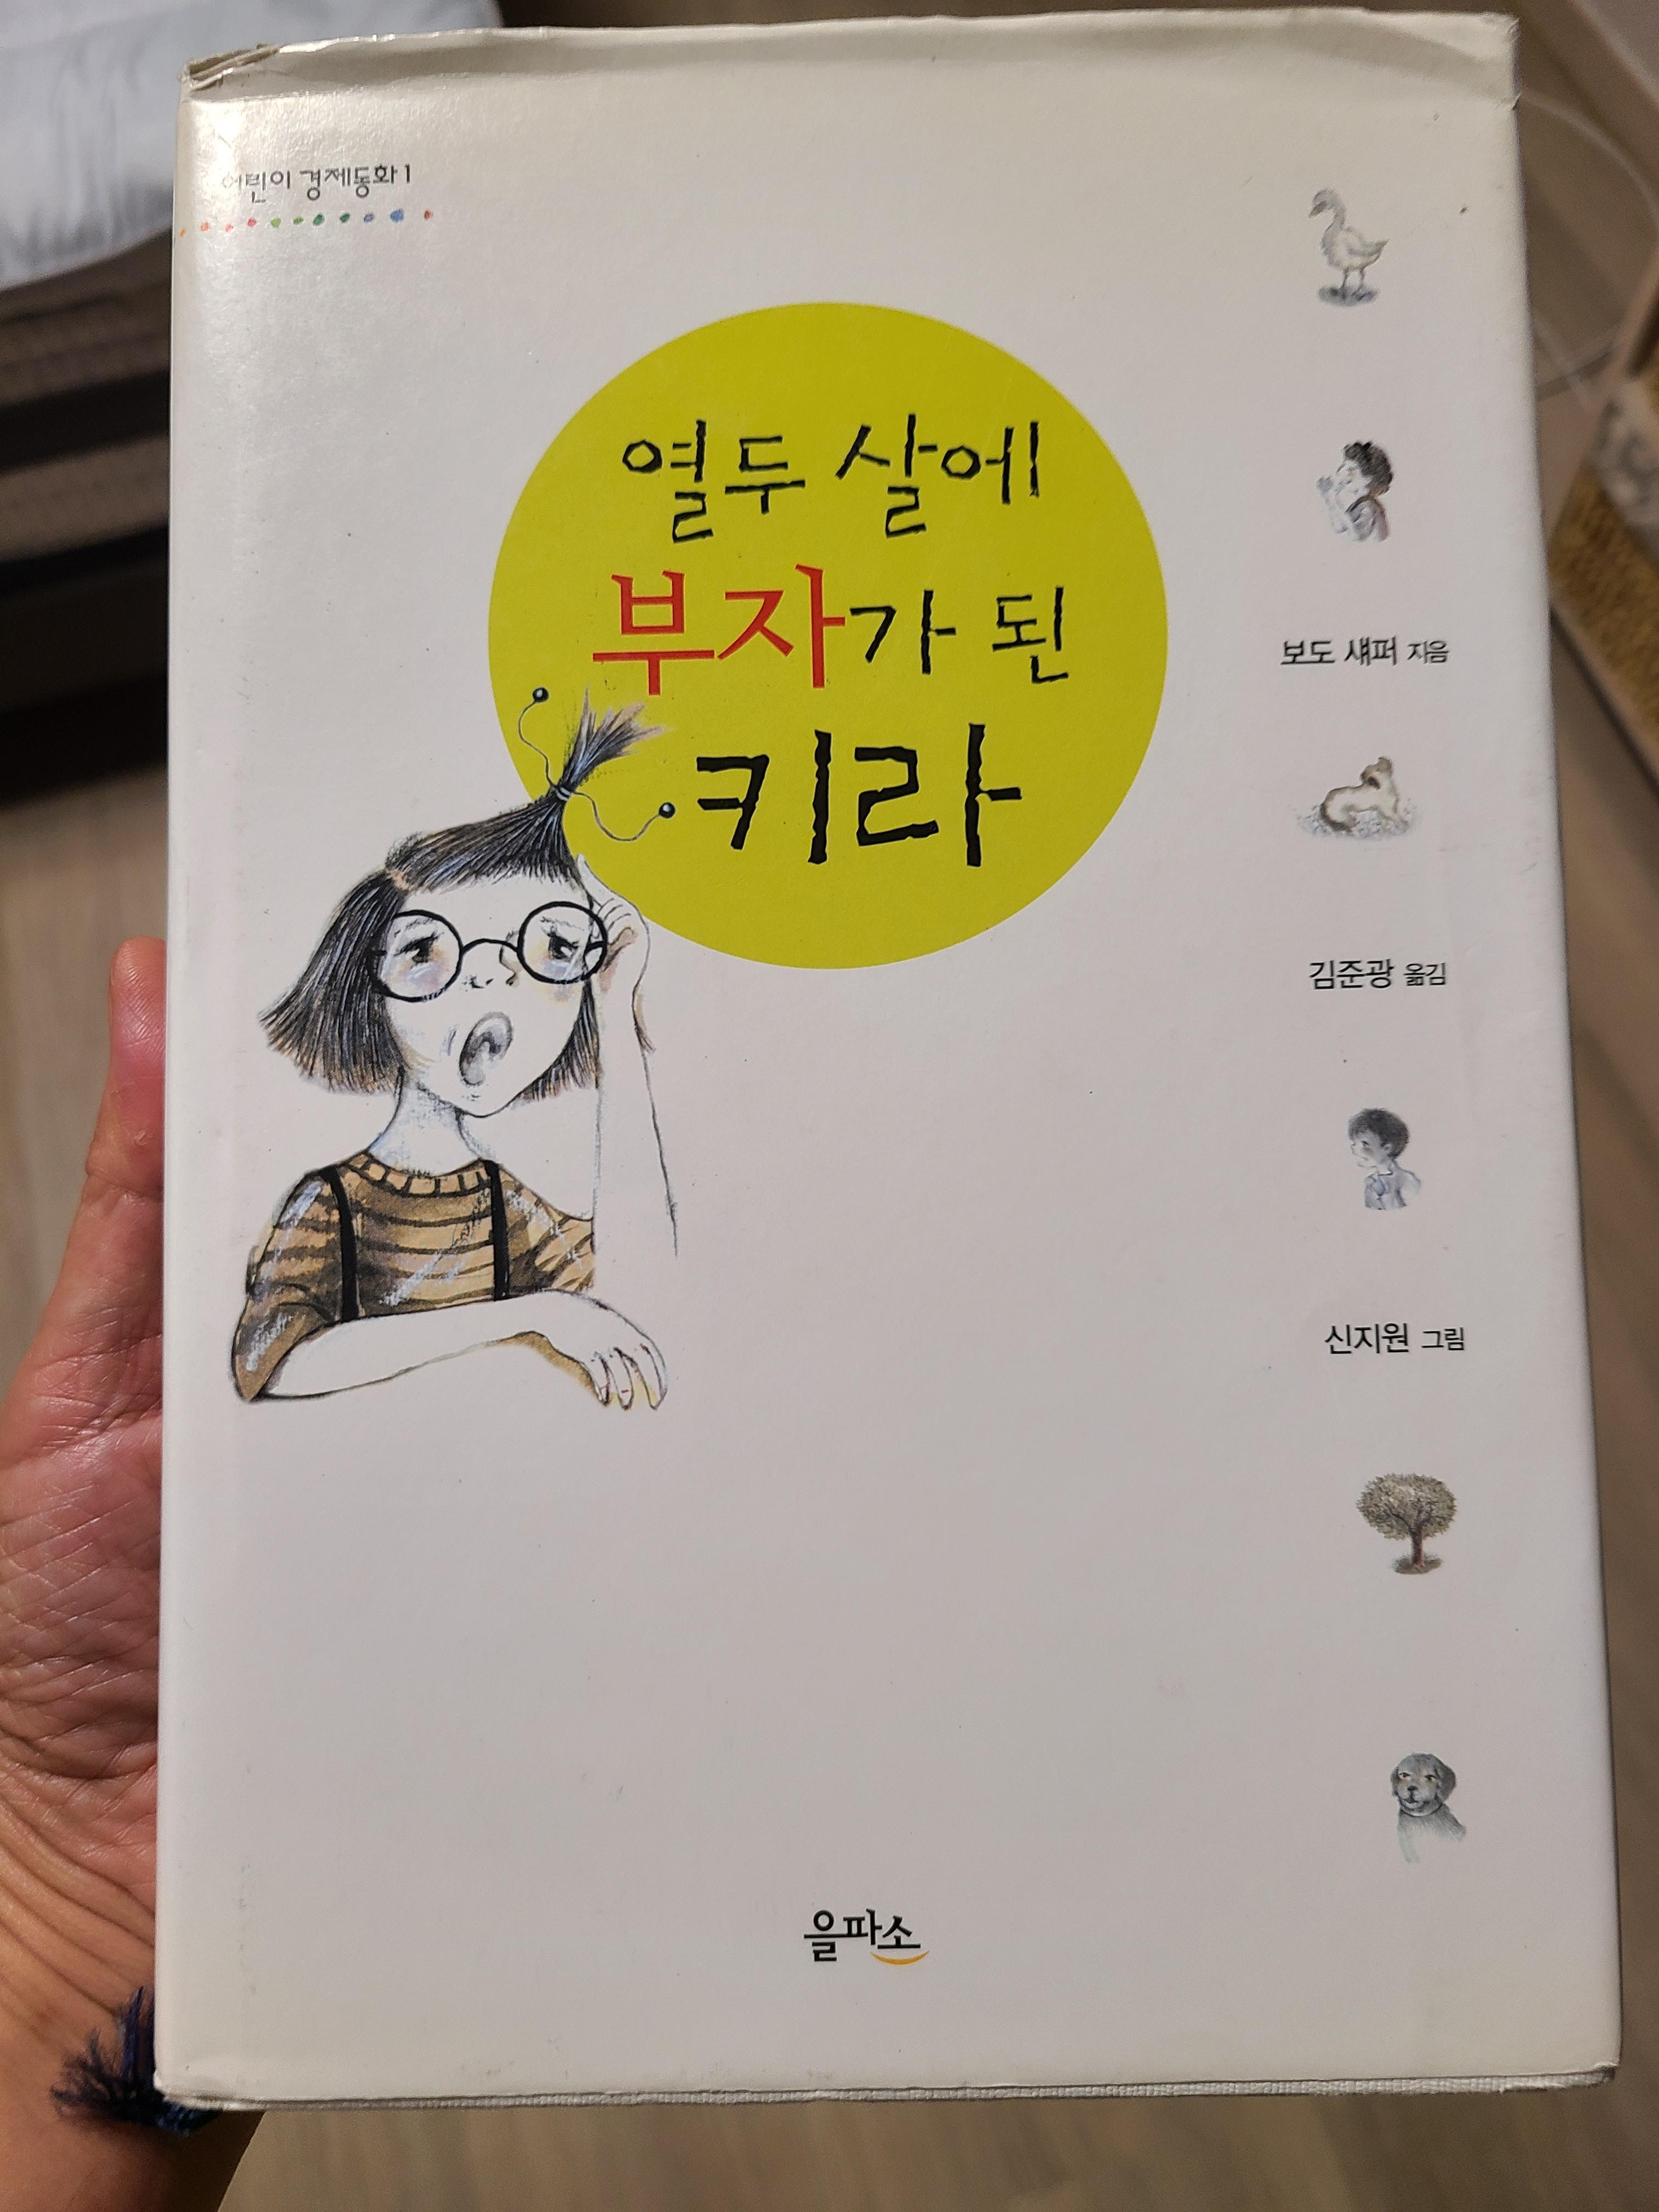 어린이 경제동화 1
열두 살에
부자가 된
키라
보도 섀퍼 지음
김준광 옮김
신지원 그림
을파소